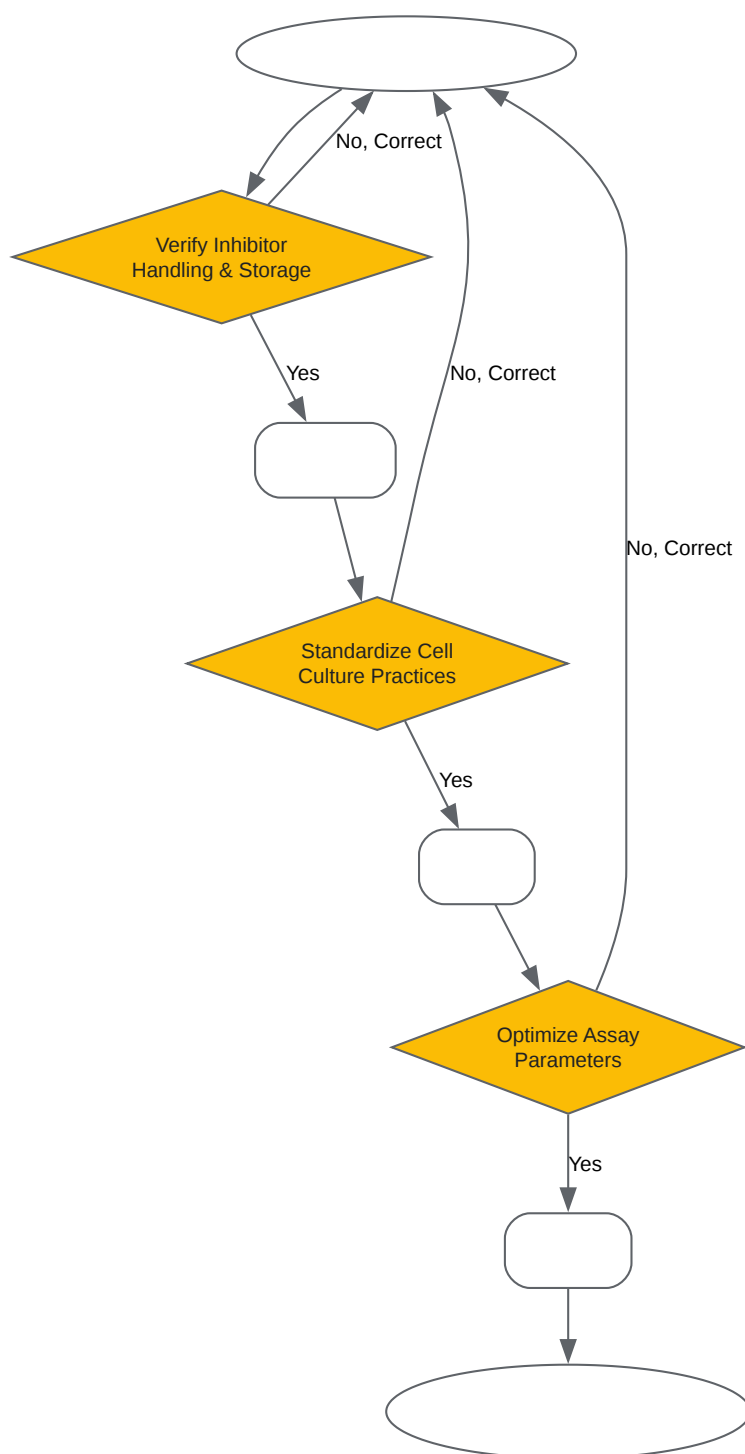 No, Correct
Verify Inhibitor
Handling & Storage
Yes
No, Correct
No, Correct
Standardize Cell
Culture Practices
Yes
Optimize Assay
Parameters
Yes